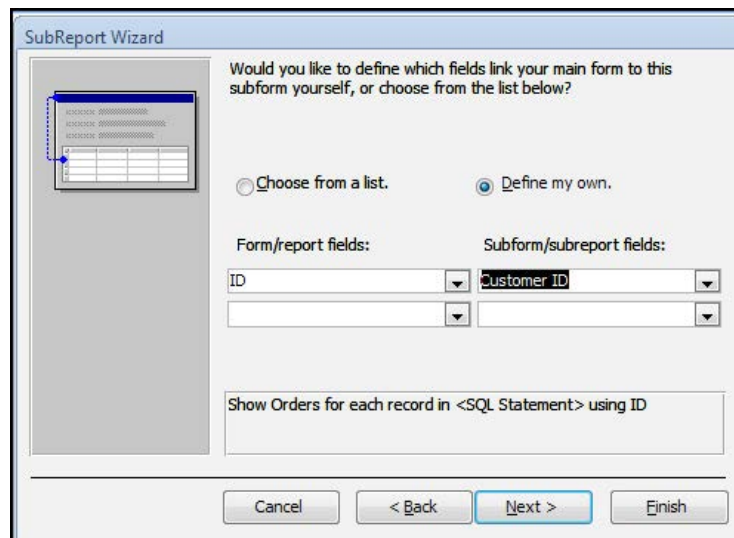 SubReport Wizard
Would you like to define which fields link your main form to this
subform yourself, or choose from the list below?
Choose from a list.
Define my own.
Form/report fields:
Subform/subreport fields:
ID
Customer ID
Show Orders for each record in <SQL Statement> using ID
Cancel
< Back
Next >
Finish